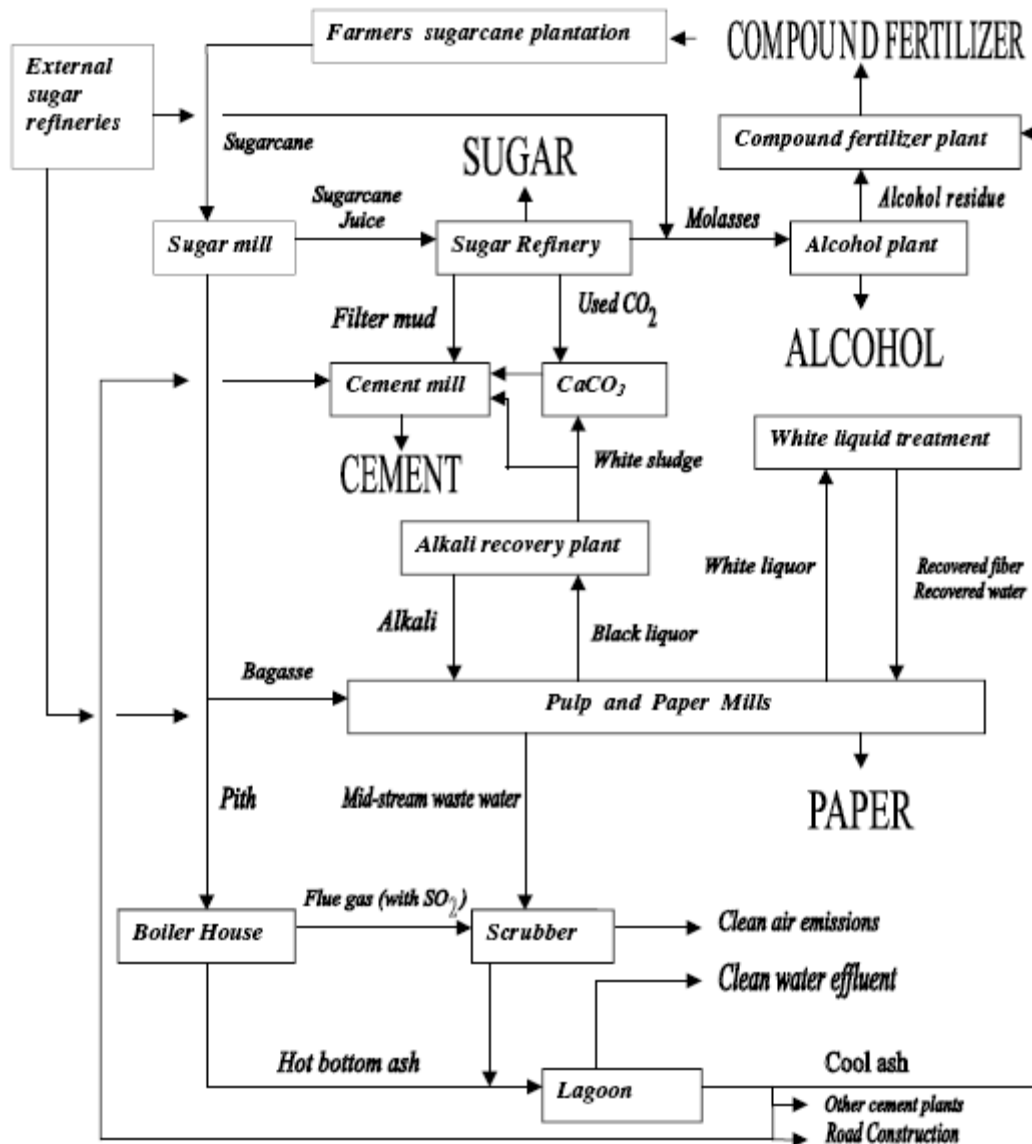 Farmers sugarcane plantation
COMPOUND FERTILIZER
External
sugar
refineries
Compound fertilizer plant
Sugarcane
SUGAR
Sugarcane
Juice
Alcohol residue
Sugar mill
Sugar Refinery
Molasses
Alcohol plant
Filter mud
Used CO2
ALCOHOL
Cement mill
CaCO3
White liquid treatment
CEMENT
White sludge
Alkali recovery plant
White liquor
Recovered fiber
Recovered water
Alkali
Black liquor
Bagasse
Pulp and Paper Mills
Pith
Mid-stream waste water
PAPER
Flue gas (with SO2)
Boiler House
Scrubber
Clean air emissions
Clean water effluent
Hot bottom ash
Lagoon
Cool ash
Other cement plants
Road Construction